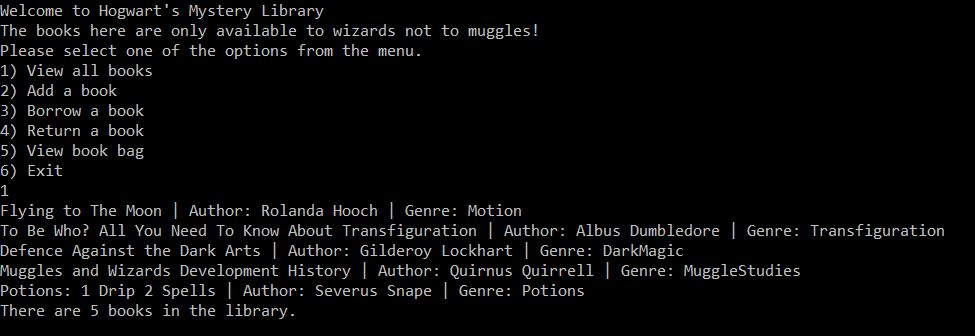 Welcome to Hogwart's Mystery Library
The books here are only available to wizards not to muggles!
Please select one of the options from the menu.
1) View all books
2) Add a book
3) Borrow a book
4) Return a book
5) View book bag
6) Exit
1
Flying to The Moon | Author: Rolanda Hooch | Genre: Motion
To Be Who? All You Need To Know About Transfiguration | Author: Albus Dumbledore | Genre: Transfiguration
Defence Against the Dark Arts | Author: Gilderoy Lockhart | Genre: DarkMagic
Muggles and Wizards Development History | Author: Quirnus Quirrell | Genre: MuggleStudies
Potions: 1 Drip 2 Spells | Author: Severus Snape | Genre: Potions
There are 5 books in the library.